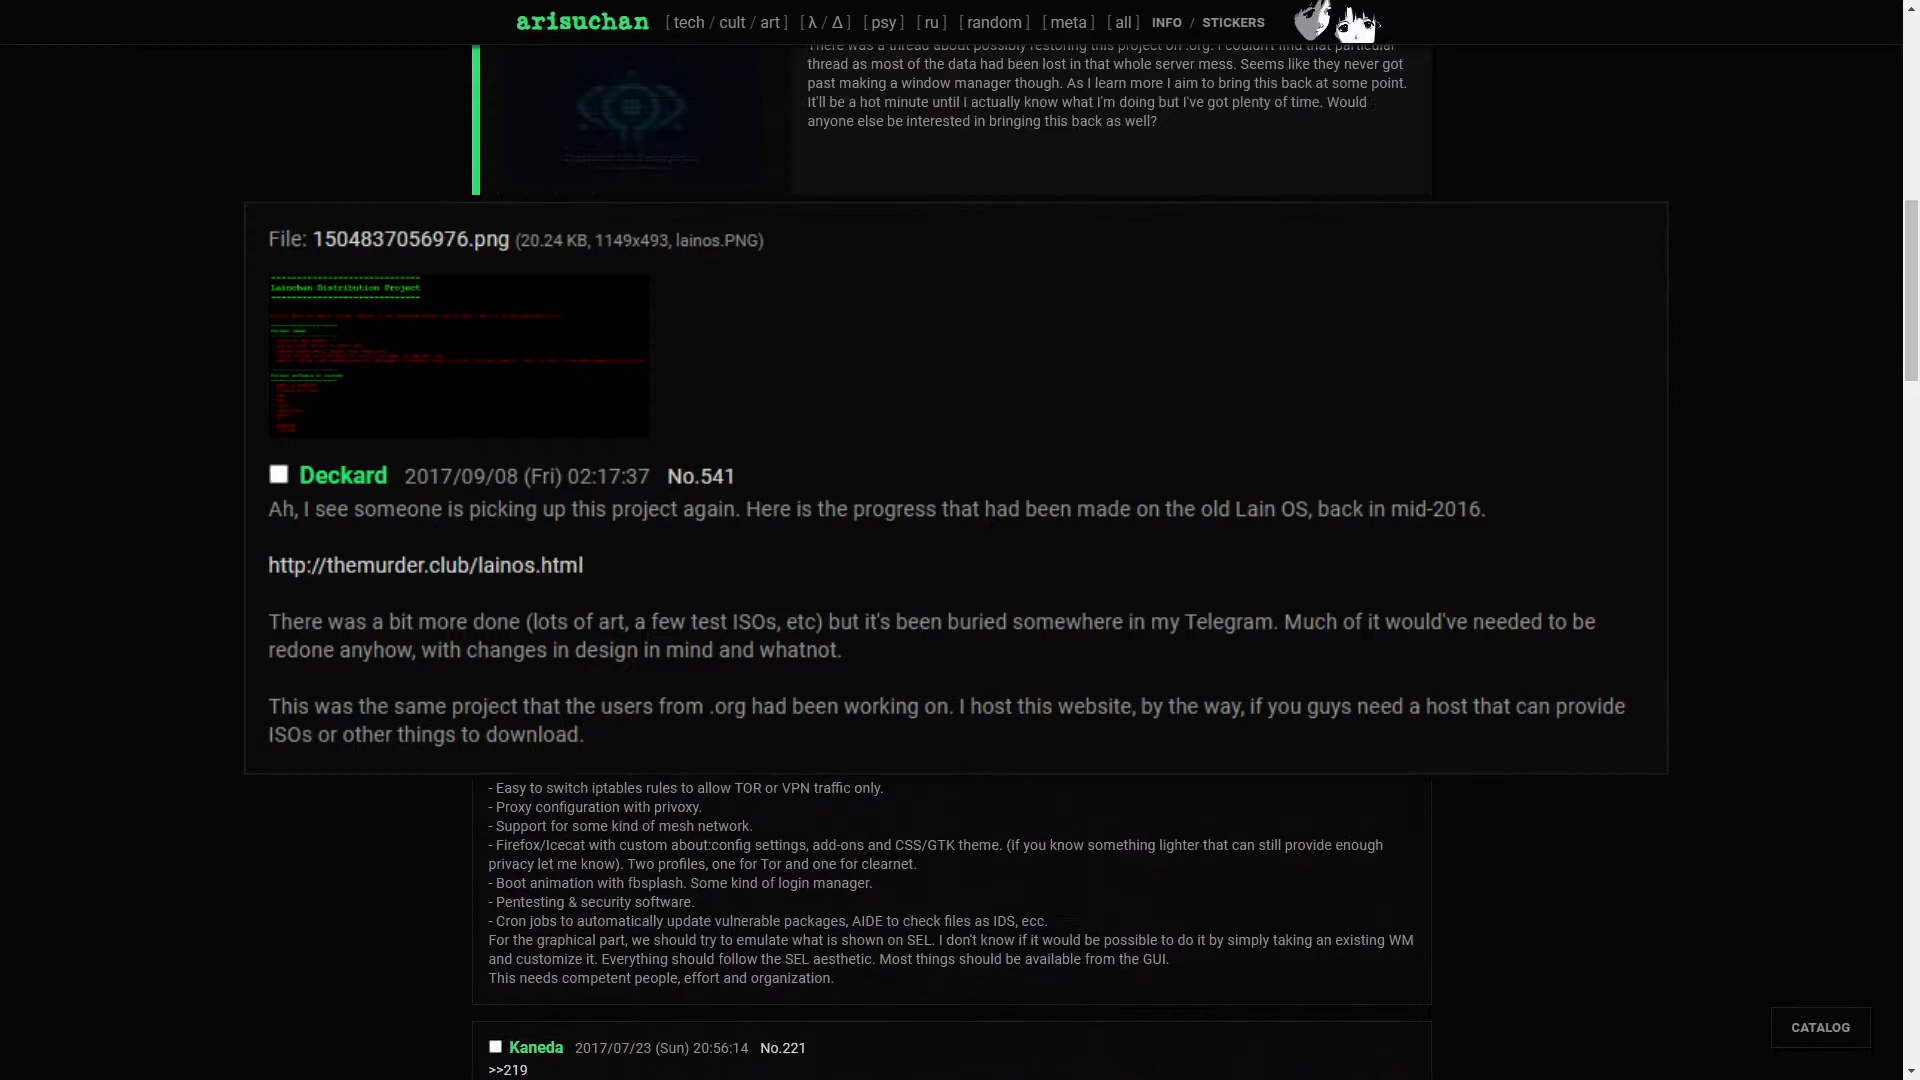 arisuchan [ tech / cult / art ] [ λ / Δ ] [ psy ] [ ru ] [ random ] [ meta ] [ all ] INFO / STICKERS
There was a thread about possibly restoring this project on .org. I couldn't find that particular
thread as most of the data had been lost in that whole server mess. Seems like they never got
past making a window manager though. As I learn more I aim to bring this back at some point.
It'll be a hot minute until I actually know what I'm doing but I've got plenty of time. Would
anyone else be interested in bringing this back as well?
File: 1504837056976.png (20.24 KB, 1149x493, lainos.PNG)
Lainchan Distribution Project
Deckard 2017/09/08 (Fri) 02:17:37 No.541
Ah, I see someone is picking up this project again. Here is the progress that had been made on the old Lain OS, back in mid-2016.
http://themurder.club/lainos.html
There was a bit more done (lots of art, a few test ISOs, etc) but it's been buried somewhere in my Telegram. Much of it would've needed to be
redone anyhow, with changes in design in mind and whatnot.
This was the same project that the users from .org had been working on. I host this website, by the way, if you guys need a host that can provide
ISOs or other things to download.
- Easy to switch iptables rules to allow TOR or VPN traffic only.
- Proxy configuration with privoxy.
- Support for some kind of mesh network.
- Firefox/Icecat with custom about:config settings, add-ons and CSS/GTK theme. (if you know something lighter that can still provide enough
privacy let me know). Two profiles, one for Tor and one for clearnet.
- Boot animation with fbsplash. Some kind of login manager.
- Pentesting & security software.
- Cron jobs to automatically update vulnerable packages, AIDE to check files as IDS, ecc.
For the graphical part, we should try to emulate what is shown on SEL. I don't know if it would be possible to do it by simply taking an existing WM
and customize it. Everything should follow the SEL aesthetic. Most things should be available from the GUI.
This needs competent people, effort and organization.
CATALOG
Kaneda 2017/07/23 (Sun) 20:56:14 No.221
>>219